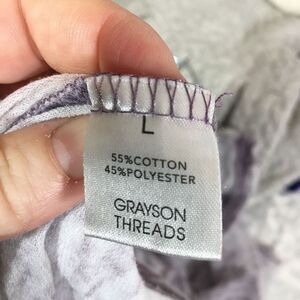 L
55%COTTON
45%POLYESTER
GRAYSON
THREADS